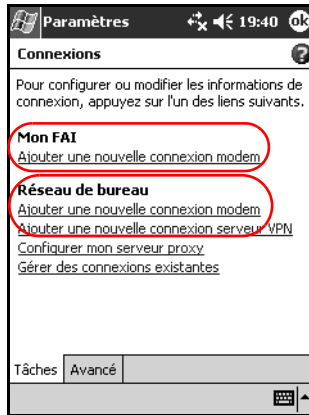 Paramètres 19:40 ok
Connexions ?
Pour configurer ou modifier les informations de
connexion, appuyez sur l'un des liens suivants.
Mon FAI
Ajouter une nouvelle connexion modem
Réseau de bureau
Ajouter une nouvelle connexion modem
Ajouter une nouvelle connexion serveur VPN
Configurer mon serveur proxy
Gérer des connexions existantes
Tâches Avancé